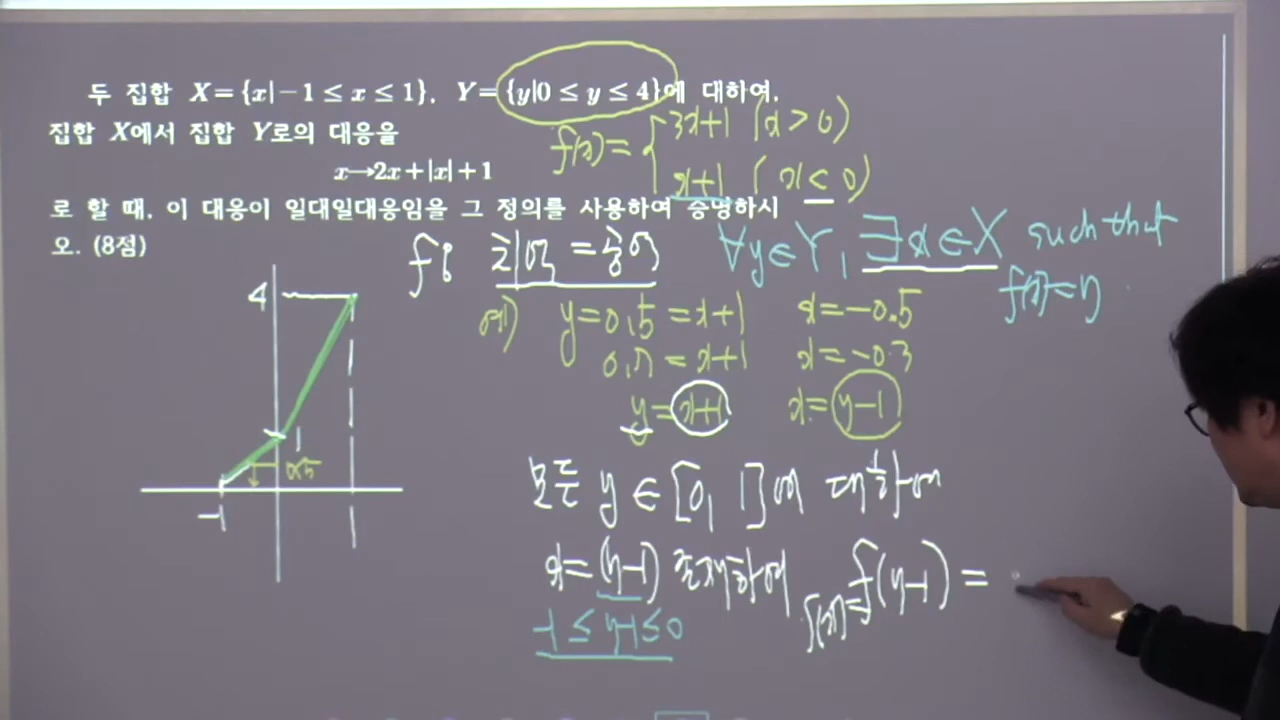 두 집합 X={x|-1≤x≤1}, Y={y|0≤y≤4}에 대하여,
집합 X에서 집합 Y로의 대응을
x→2x+|x|+1
로 할 때, 이 대응이 일대일대응임을 그 정의를 사용하여 증명하시
오. (8점)
f(x)= { 3x+1 (x > 0)
x+1 ( x < 0)
f: 치역 = 공역
∀y∈Y, ∃x∈X such that
f(x)=y
예) y=0.5=x+1 x=-0.5
0.7=x+1 x=-0.3
y=x+1 x=y-1
4
0.5
1
-1
1
모든 y∈[0, 1]에 대하여
x=(y-1) 존재하여 f(x)=f(y-1)=
-1≤y-1≤0